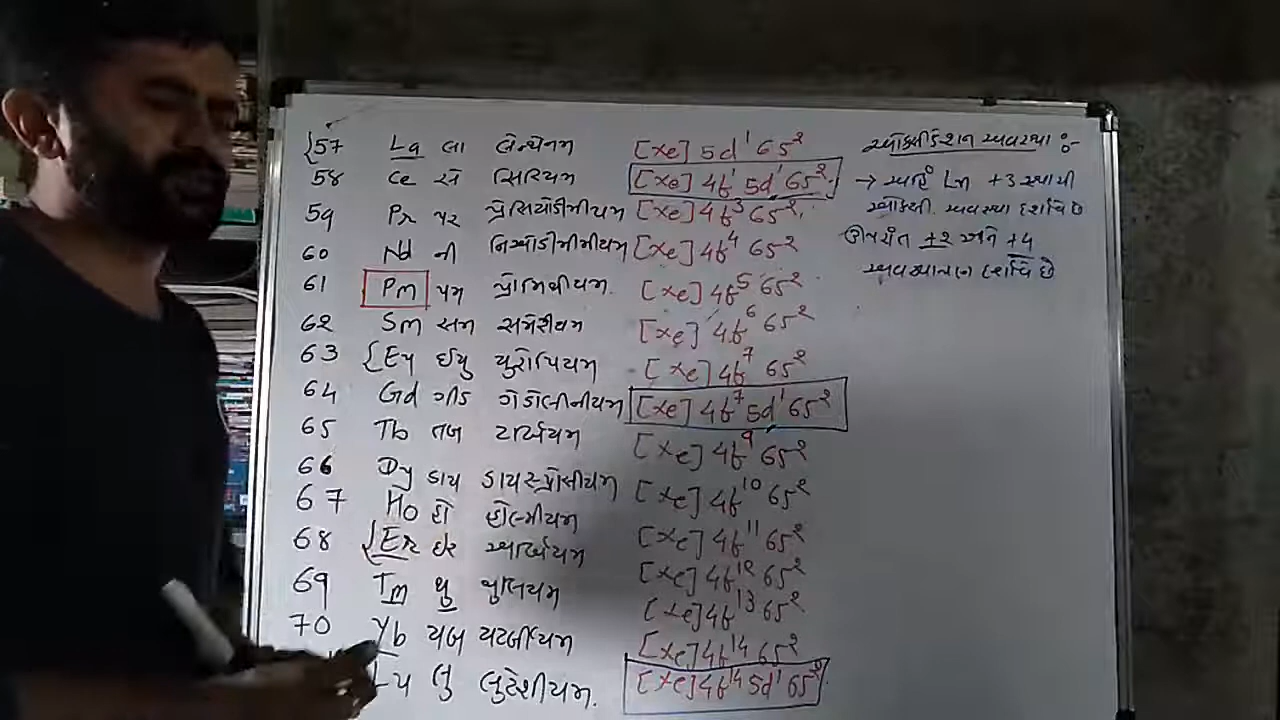 {57 La લા લેન્થેનમ [Xe] 5d¹ 6s²
58 Ce સે સિરિયમ [Xe] 4f¹ 5d¹ 6s²
59 Pr પર પ્રેસિયોડીમીયમ [Xe] 4f³ 6s²
60 Nd ની નિયોડીમીમીયમ [Xe] 4f⁴ 6s²
61 Pm પમ પ્રોમિથીયમ. [Xe] 4f⁵ 6s²
62 Sm સમ સમેરીયમ [Xe] 4f⁶ 6s²
63 {Eu ઈયુ યુરોપિયમ [Xe] 4f⁷ 6s²
64 Gd ગીડ ગેડોલીનીયમ [Xe] 4f⁷ 5d¹ 6s²
65 Tb તબ ટર્બિયમ [Xe] 4f⁹ 6s²
66 Dy ડાય ડાયસ્પ્રોસીયમ [Xe] 4f¹⁰ 6s²
67 Ho હો હોલ્મીયમ [Xe] 4f¹¹ 6s²
68 {Er ઇર અર્બિયમ [Xe] 4f¹² 6s²
69 Tm થુ થુલિયમ [Xe] 4f¹³ 6s²
70 Yb યબ યટર્બીયમ [Xe] 4f¹⁴ 6s²
Lu લુ લુટેશીયમ. [Xe] 4f¹⁴ 5d¹ 6s²
ઓક્સીડેશન અવસ્થા :-
→ અહીં Ln +3 સ્થાયી
ઓક્સી. અવસ્થા દર્શાવે છે
ઉપરાંત +2 અને +4
અવસ્થા પણ દર્શાવે છે